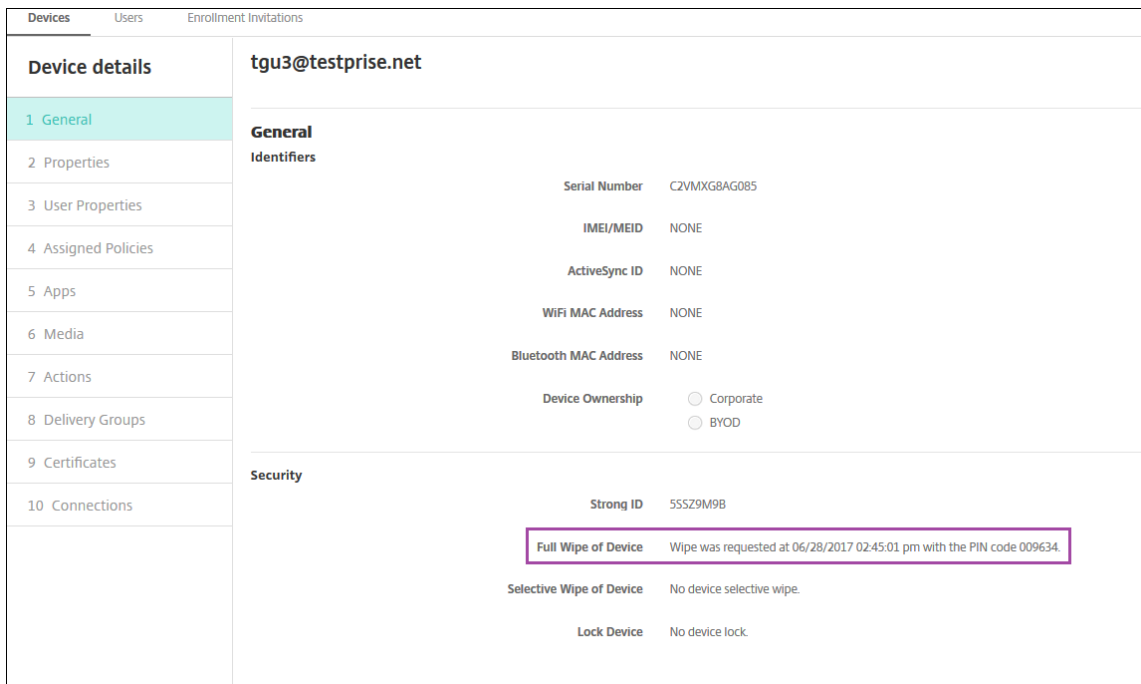 Devices Users Enrollment Invitations
Device details
1 General
2 Properties
3 User Properties
4 Assigned Policies
5 Apps
6 Media
7 Actions
8 Delivery Groups
9 Certificates
10 Connections
tgu3@testprise.net
General
Identifiers
Serial Number C2VMXG8AG085
IMEI/MEID NONE
ActiveSync ID NONE
WiFi MAC Address NONE
Bluetooth MAC Address NONE
Device Ownership Corporate
BYOD
Security
Strong ID 5SSZ9M9B
Full Wipe of Device Wipe was requested at 06/28/2017 02:45:01 pm with the PIN code 009634.
Selective Wipe of Device No device selective wipe.
Lock Device No device lock.